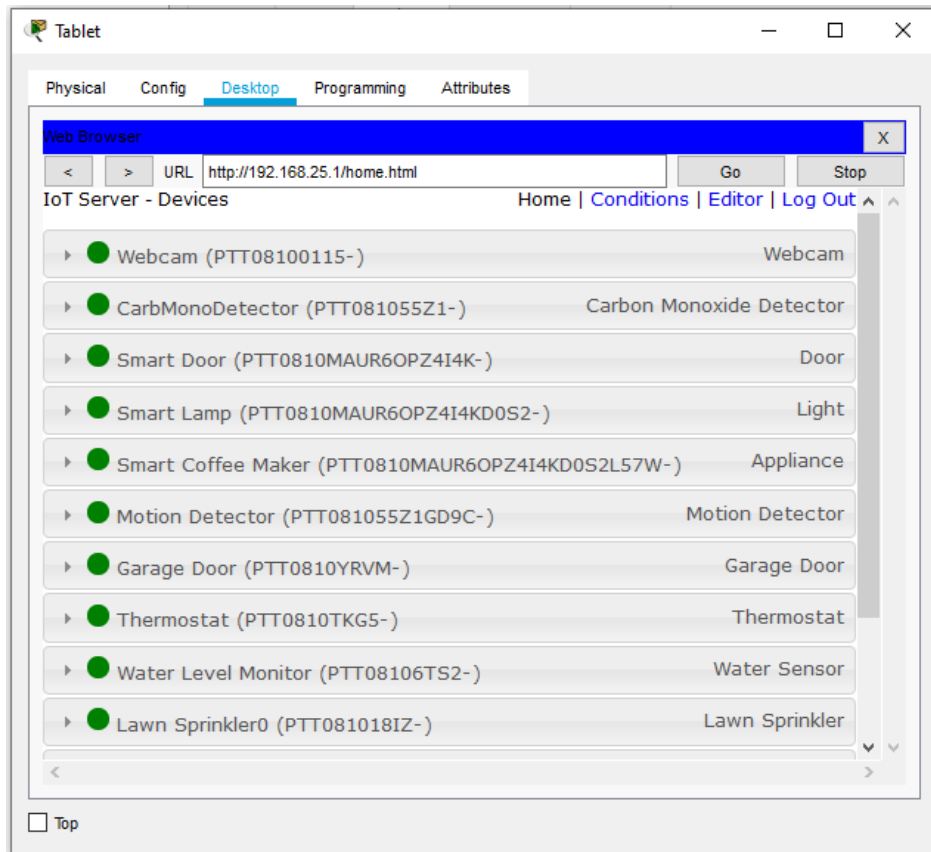 Tablet
Physical Config Desktop Programming Attributes
Web Browser X
< > URL http://192.168.25.1/home.html Go Stop
IoT Server - Devices Home | Conditions | Editor | Log Out
Webcam (PTT08100115-) Webcam
CarbMonoDetector (PTT081055Z1-) Carbon Monoxide Detector
Smart Door (PTT0810MAUR6OPZ4I4K-) Door
Smart Lamp (PTT0810MAUR6OPZ4I4KD0S2-) Light
Smart Coffee Maker (PTT0810MAUR6OPZ4I4KD0S2L57W-) Appliance
Motion Detector (PTT081055Z1GD9C-) Motion Detector
Garage Door (PTT0810YRVM-) Garage Door
Thermostat (PTT0810TKG5-) Thermostat
Water Level Monitor (PTT08106TS2-) Water Sensor
Lawn Sprinkler0 (PTT081018IZ-) Lawn Sprinkler
Top